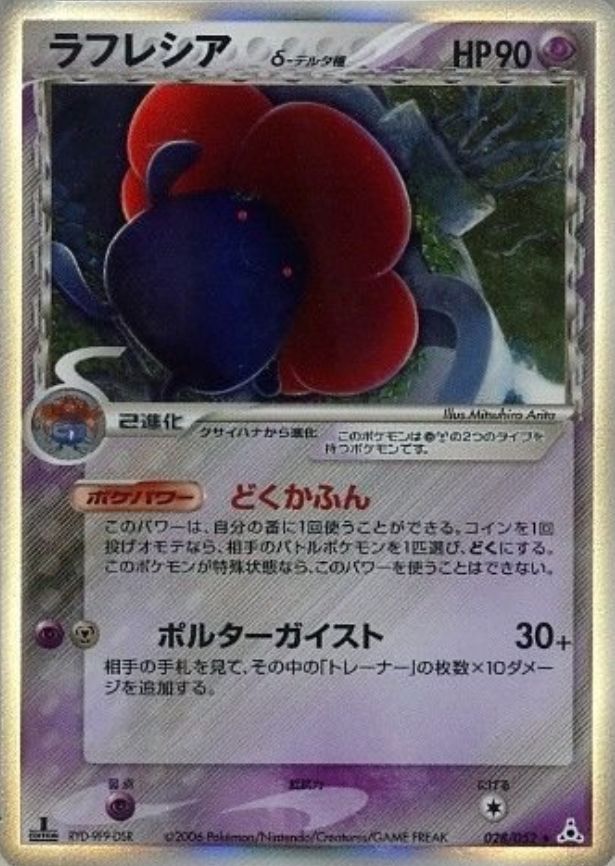 ラフレシア δ-デルタ種 HP90
Illus.Mitsuhiro Arita
2進化 クサイハナから進化
このポケモンは の2つのタイプを
持つポケモンです。
ポケパワー どくかふん
このパワーは、自分の番に1回使うことができる。コインを1回
投げオモテなら、相手のバトルポケモンを1匹選び、どくにする。
このポケモンが特殊状態なら、このパワーを使うことはできない。
ポルターガイスト 30+
相手の手札を見て、その中の「トレーナー」の枚数×10ダメー
ジを追加する。
弱点 抵抗力 にげる
1 EDITION RYD-9F9-DSR ©2006 Pokémon/Nintendo/Creatures/GAME FREAK 028/052